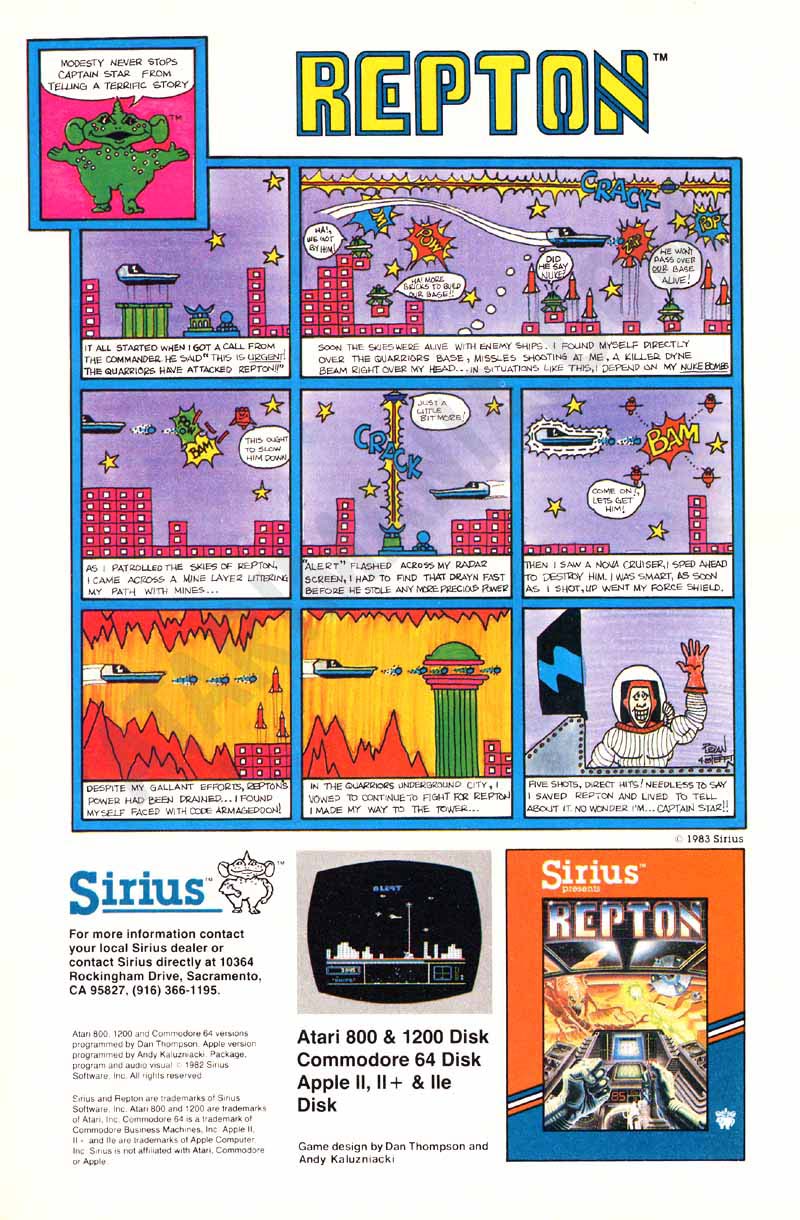 MODESTY NEVER STOPS
CAPTAIN STAR FROM
TELLING A TERRIFIC STORY
TM
REPTON™
IT ALL STARTED WHEN I GOT A CALL FROM
THE COMMANDER HE SAID "THIS IS URGENT!
THE QUARRIORS HAVE ATTACKED REPTON!!"
CRACK
HA!,
WE GOT
BY HIM!
POW
HA! MORE
BRICKS TO BUILD
OUR BASE!!
DID
HE SAY
NUKE?
POP
HE WONT
PASS OVER
OUR BASE
ALIVE!
SOON THE SKIES WERE ALIVE WITH ENEMY SHIPS. I FOUND MYSELF DIRECTLY
OVER THE QUARRIORS BASE, MISSLES SHOOTING AT ME, A KILLER DYNE
BEAM RIGHT OVER MY HEAD... IN SITUATIONS LIKE THIS, I DEPEND ON MY NUKE BOMBS
BAM
THIS OUGHT
TO SLOW
HIM DOWN
AS I PATROLLED THE SKIES OF REPTON,
I CAME ACROSS A MINE LAYER LITTERING
MY PATH WITH MINES...
JUST A
LITTLE
BIT MORE!
CRACK
"ALERT" FLASHED ACROSS MY RADAR
SCREEN, I HAD TO FIND THAT DRAYN FAST
BEFORE HE STOLE ANY MORE PRECIOUS POWER
BAM
COME ON!,
LETS GET
HIM!
THEN I SAW A NOVA CRUISER, I SPED AHEAD
TO DESTROY HIM. I WAS SMART, AS SOON
AS I SHOT, UP WENT MY FORCE SHIELD.
DESPITE MY GALLANT EFFORTS, REPTON'S
POWER HAD BEEN DRAINED... I FOUND
MYSELF FACED WITH CODE ARMAGEDDON!
IN THE QUARRIORS UNDERGROUND CITY, I
VOWED TO CONTINUE TO FIGHT FOR REPTON
I MADE MY WAY TO THE TOWER...
FIVE SHOTS, DIRECT HITS! NEEDLESS TO SAY
I SAVED REPTON AND LIVED TO TELL
ABOUT IT. NO WONDER I'M... CAPTAIN STAR!!
© 1983 Sirius
Sirius™
TM
For more information contact
your local Sirius dealer or
contact Sirius directly at 10364
Rockingham Drive, Sacramento,
CA 95827, (916) 366-1195.
Atari 800, 1200 and Commodore 64 versions
programmed by Dan Thompson. Apple version
programmed by Andy Kaluzniacki. Package,
program and audio visual © 1982 Sirius
Software, Inc. All rights reserved.
Sirius and Repton are trademarks of Sirius
Software, Inc. Atari 800 and 1200 are trademarks
of Atari, Inc. Commodore 64 is a trademark of
Commodore Business Machines, Inc. Apple II,
II+ and IIe are trademarks of Apple Computer,
Inc. Sirius is not affiliated with Atari, Commodore
or Apple.
ALERT
Atari 800 & 1200 Disk
Commodore 64 Disk
Apple II, II+ & IIe
Disk
Game design by Dan Thompson and
Andy Kaluzniacki
Sirius™
presents
REPTON
85